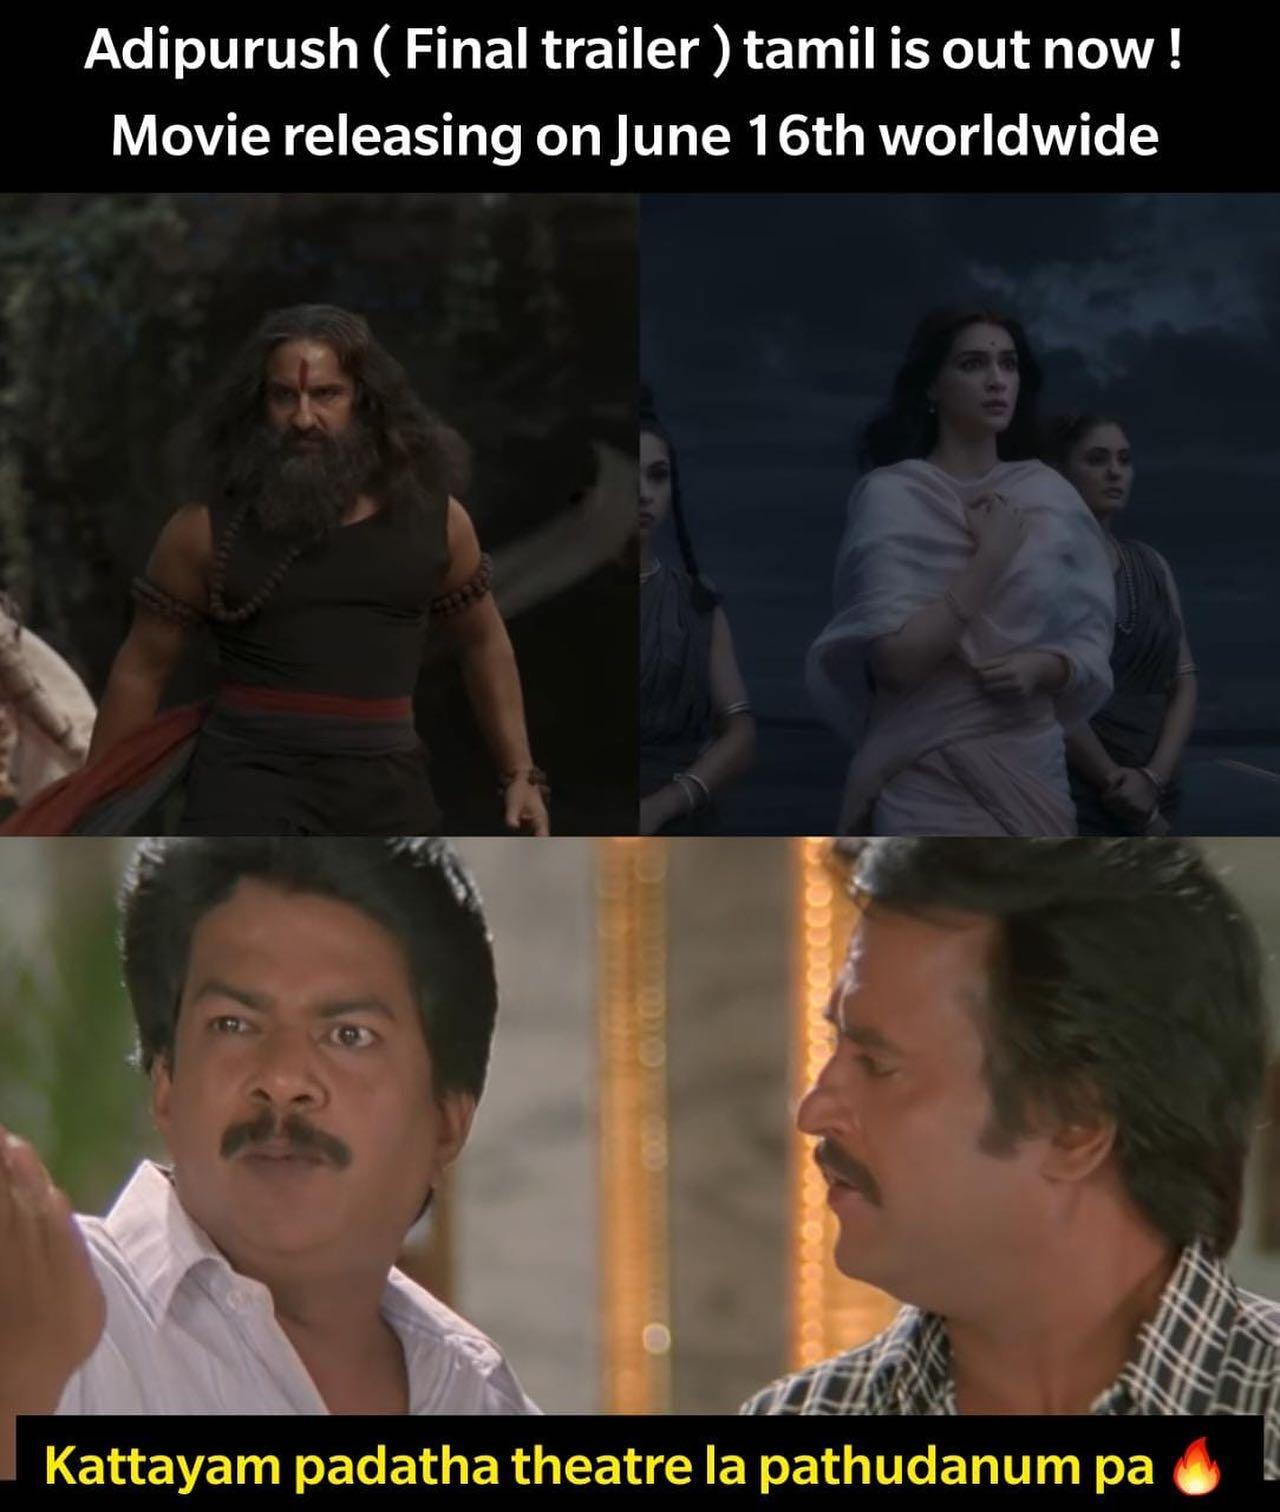 Adipurush ( Final trailer ) tamil is out now !
Movie releasing on June 16th worldwide
Kattayam padatha theatre la pathudanum pa 🔥